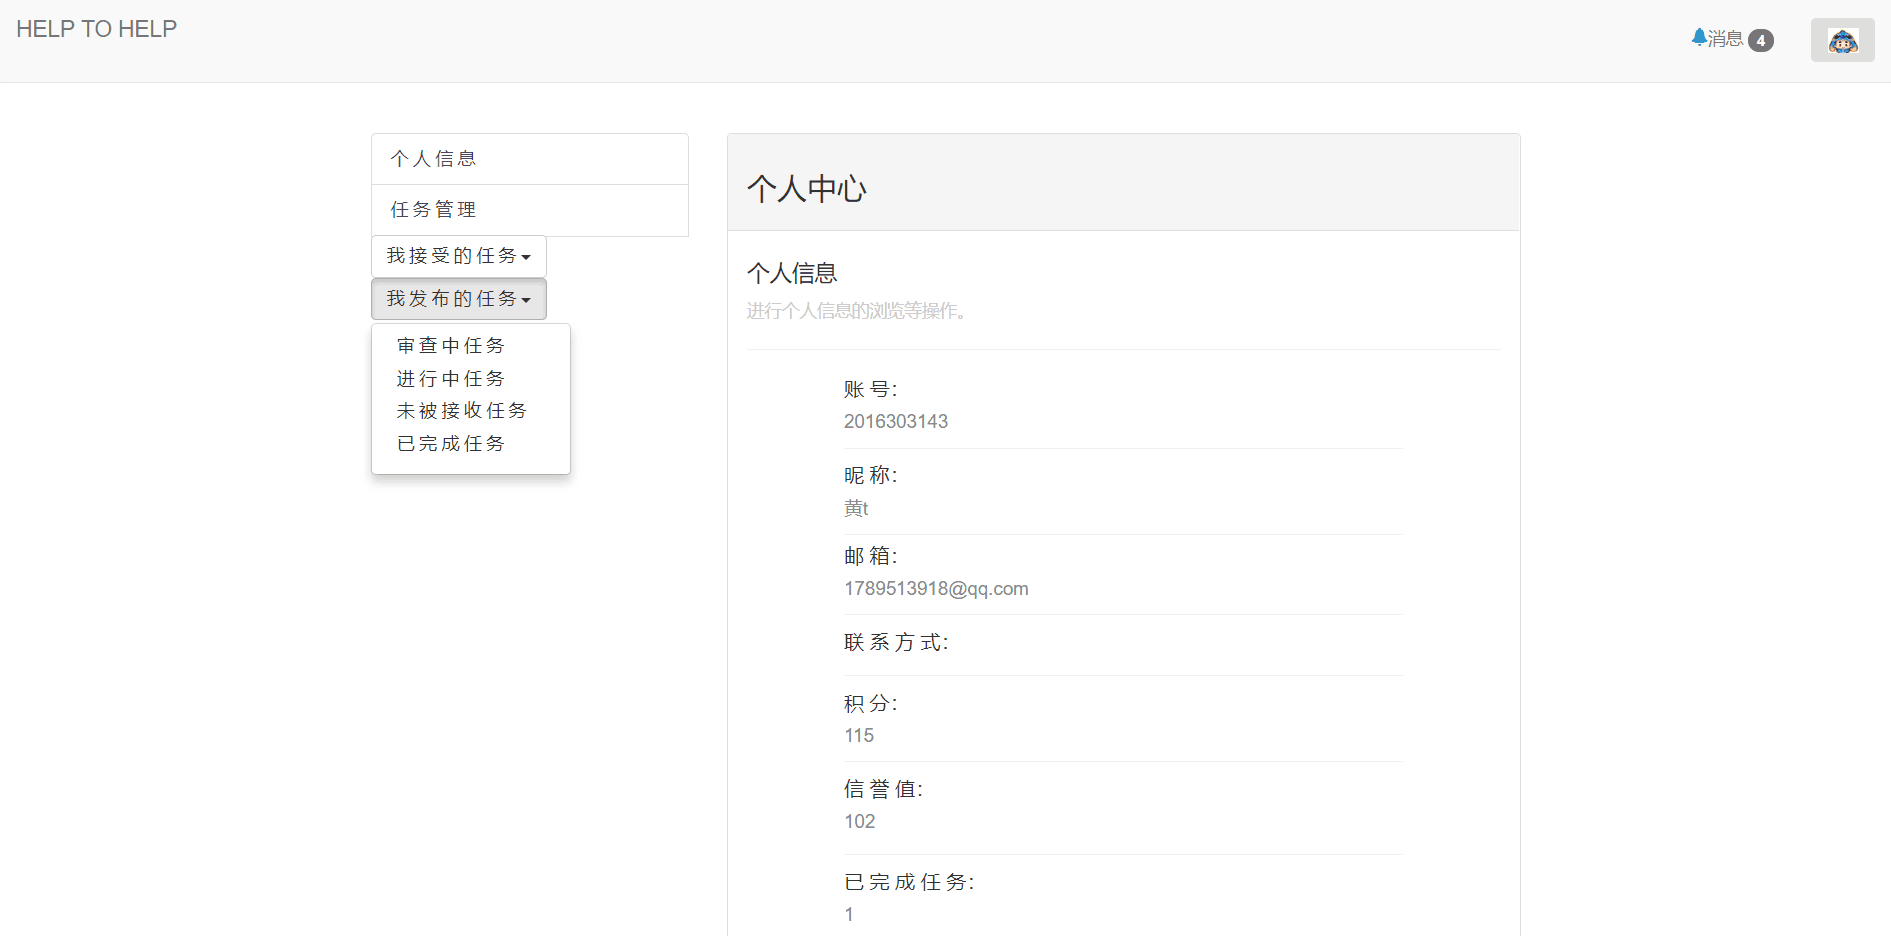 HELP TO HELP
消息 4
个人信息
任务管理
我接受的任务
我发布的任务
审查中任务
进行中任务
未被接收任务
已完成任务
个人中心
个人信息
进行个人信息的浏览等操作。
账 号：
2016303143
昵 称：
黄t
邮 箱：
1789513918@qq.com
联 系 方 式：
积 分：
115
信 誉 值：
102
已 完 成 任 务：
1